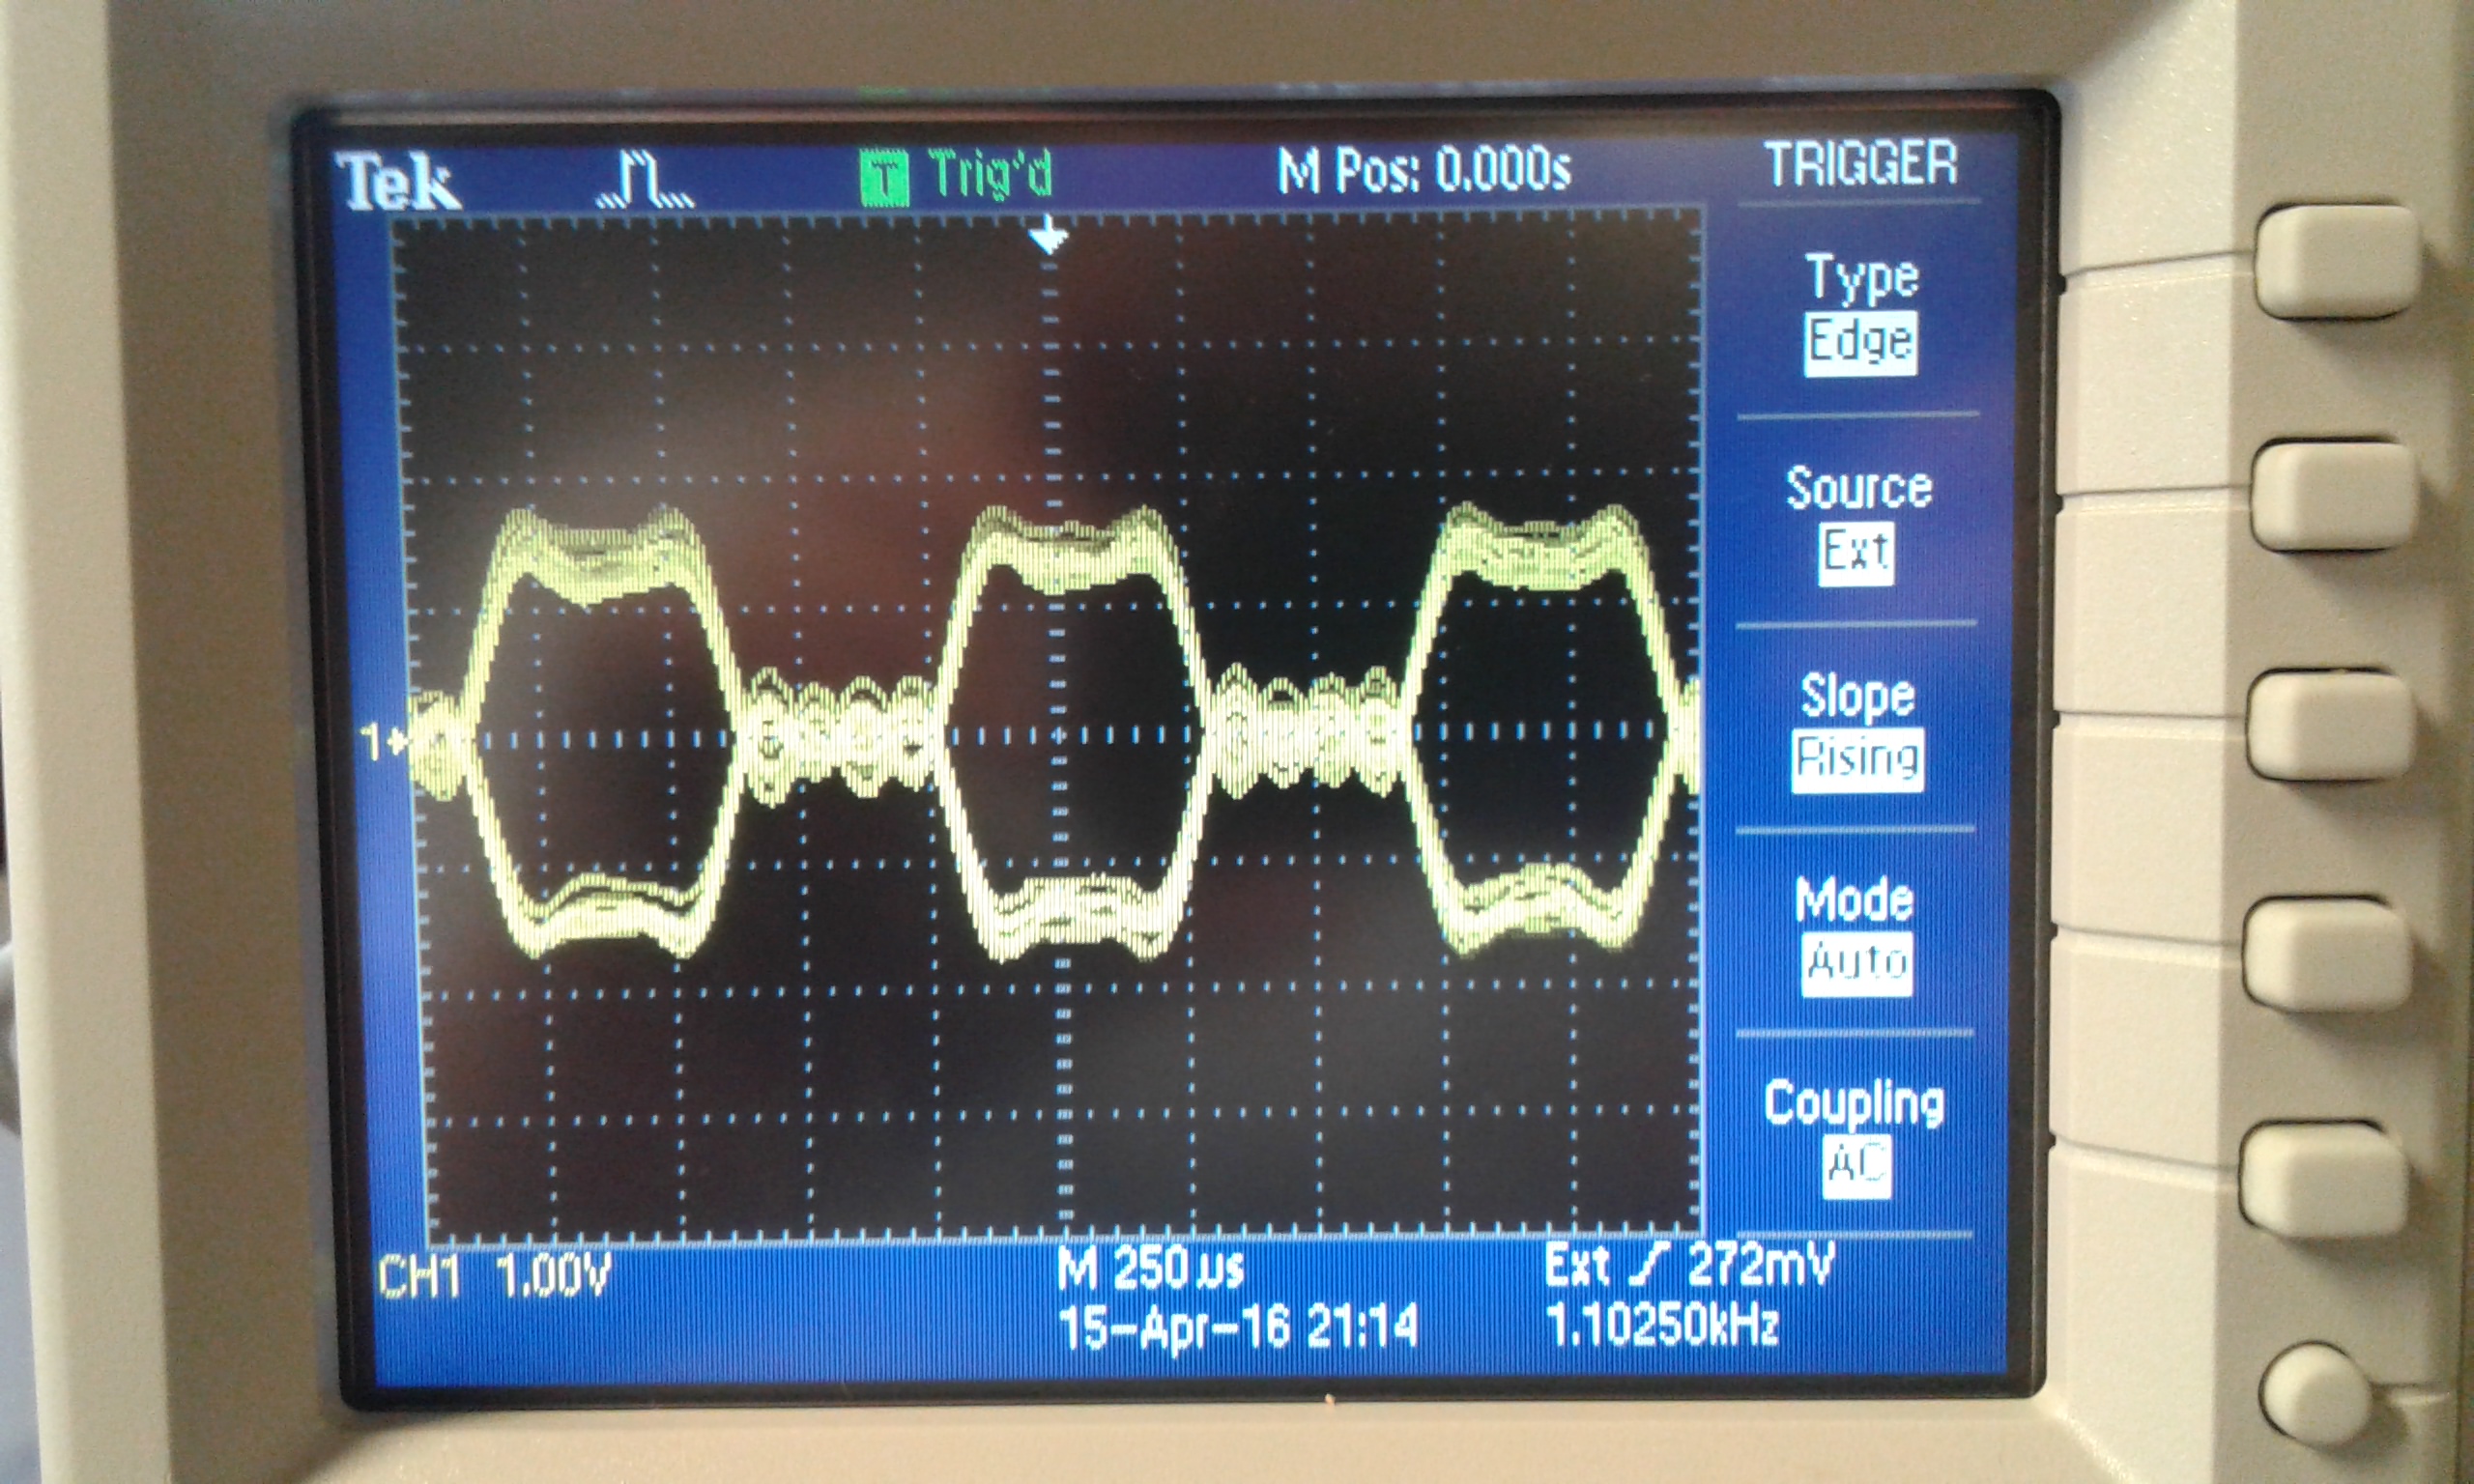 Tek T Trig'd M Pos: 0.000s TRIGGER
Type
Edge
Source
Ext
Slope
Rising
1
Mode
Auto
Coupling
AC
CH1 1.00V M 250µs Ext 272mV
15-Apr-16 21:14 1.10250kHz